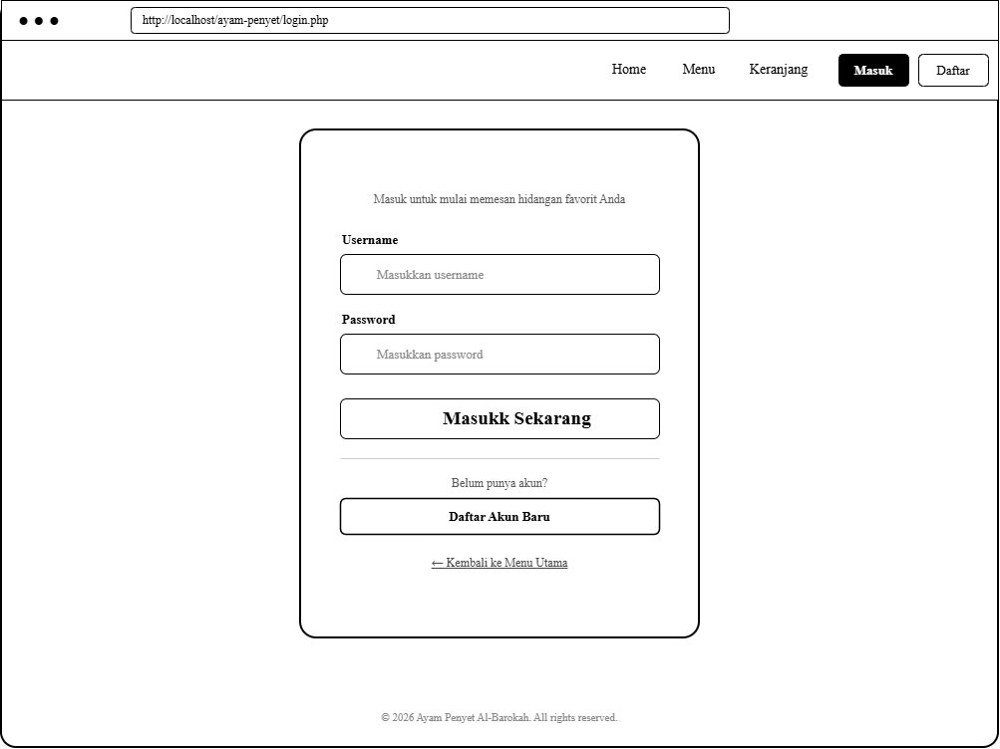 http://localhost/ayam-penyet/login.php
Home Menu Keranjang Masuk Daftar
Masuk untuk mulai memesan hidangan favorit Anda
Username
Masukkan username
Password
Masukkan password
Masukk Sekarang
Belum punya akun?
Daftar Akun Baru
← Kembali ke Menu Utama
© 2026 Ayam Penyet Al-Barokah. All rights reserved.